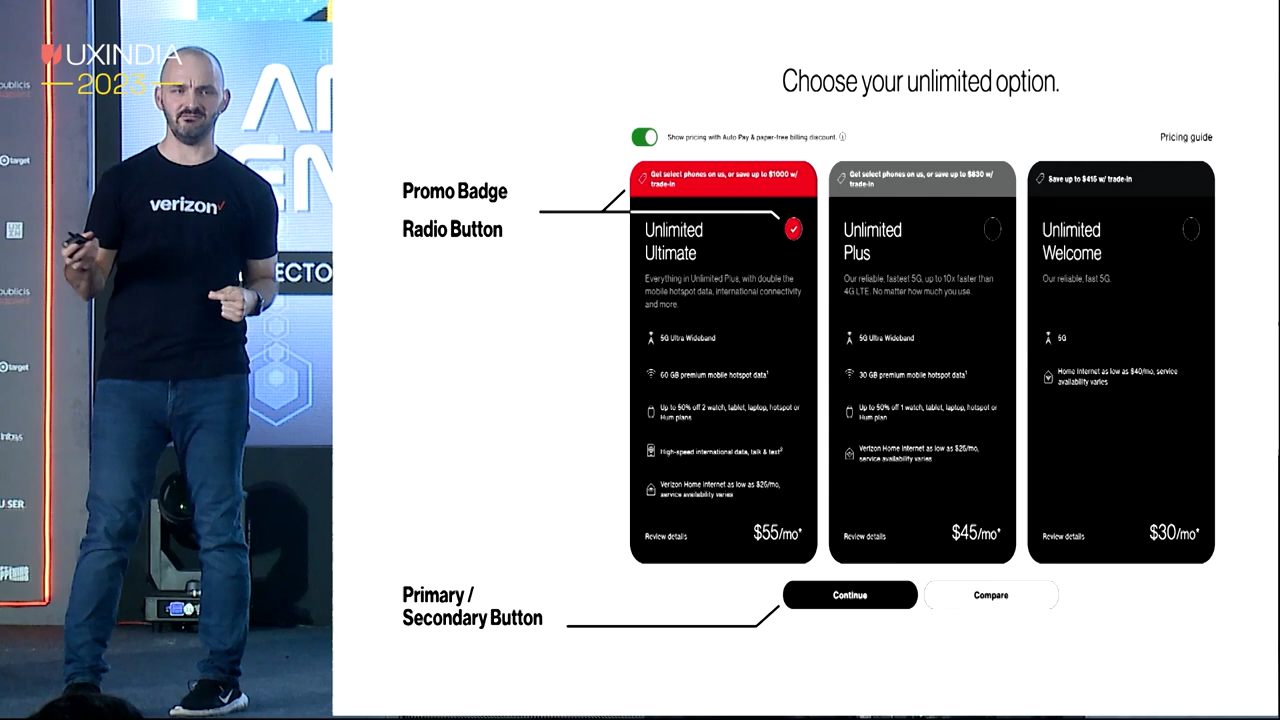 UXINDIA
2023
target
publicis
Infosys
verizon
ECTO
Choose your unlimited option.
Show pricing with Auto Pay & paper-free billing discount.
Pricing guide
Promo Badge
Radio Button
Get select phones on us, or save up to $1000 w/
trade-in
Unlimited
Ultimate
Everything in Unlimited Plus, with double the
mobile hotspot data, international connectivity
and more.
5G Ultra Wideband
60 GB premium mobile hotspot data¹
Up to 50% off 2 watch, tablet, laptop, hotspot or
Hum plans
High-speed international data, talk & text²
Verizon Home Internet as low as $25/mo,
service availability varies
Review details
$55/mo*
Get select phones on us, or save up to $830 w/
trade-in
Unlimited
Plus
Our reliable, fastest 5G, up to 10x faster than
4G LTE. No matter how much you use.
5G Ultra Wideband
30 GB premium mobile hotspot data¹
Up to 50% off 1 watch, tablet, laptop, hotspot or
Hum plan
Verizon Home Internet as low as $25/mo,
service availability varies
Review details
$45/mo*
Save up to $415 w/ trade-in
Unlimited
Welcome
Our reliable, fast 5G.
5G
Home Internet as low as $40/mo, service
availability varies
Review details
$30/mo*
Primary /
Secondary Button
Continue
Compare